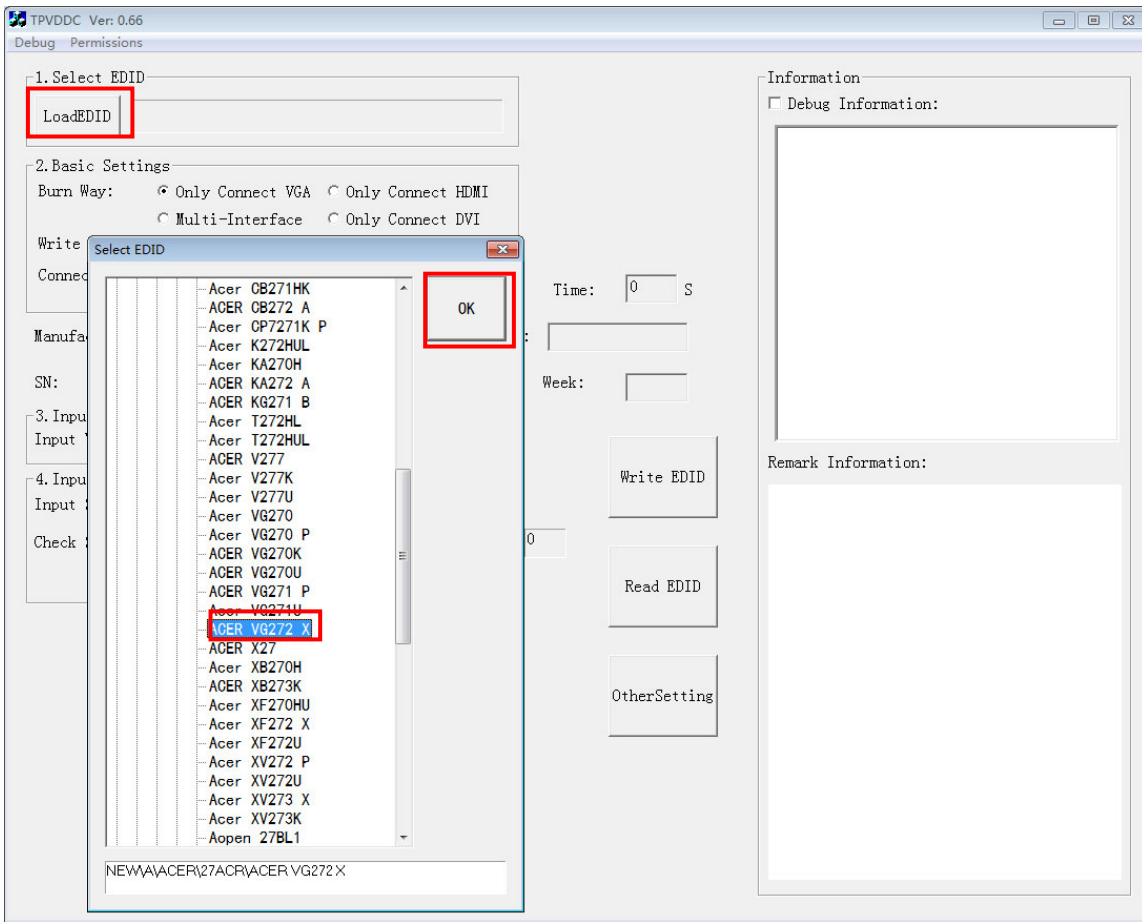 TPVDDC Ver: 0.66
Debug Permissions
1.Select EDID
LoadEDID
2.Basic Settings
Burn Way: Only Connect VGA Only Connect HDMI
Multi-Interface Only Connect DVI
Write
Connec
Manufa
SN:
3.Inpu
Input
4.Inpu
Input
Check
Select EDID
Acer CB271HK
ACER CB272 A
Acer CP7271K P
Acer K272HUL
Acer KA270H
ACER KA272 A
ACER KG271 B
Acer T272HL
Acer T272HUL
ACER V277
Acer V277K
Acer V277U
Acer VG270
Acer VG270 P
ACER VG270K
ACER VG270U
ACER VG271 P
Acer VG271U
ACER VG272 X
ACER X27
Acer XB270H
ACER XB273K
Acer XF270HU
Acer XF272 X
Acer XF272U
Acer XV272 P
Acer XV272U
Acer XV273 X
Acer XV273K
Aopen 27BL1
OK
NEW\A\ACER\27ACR\ACER VG272 X
Time: 0 S
:
Week:
0
Write EDID
Read EDID
OtherSetting
Information
Debug Information:
Remark Information: